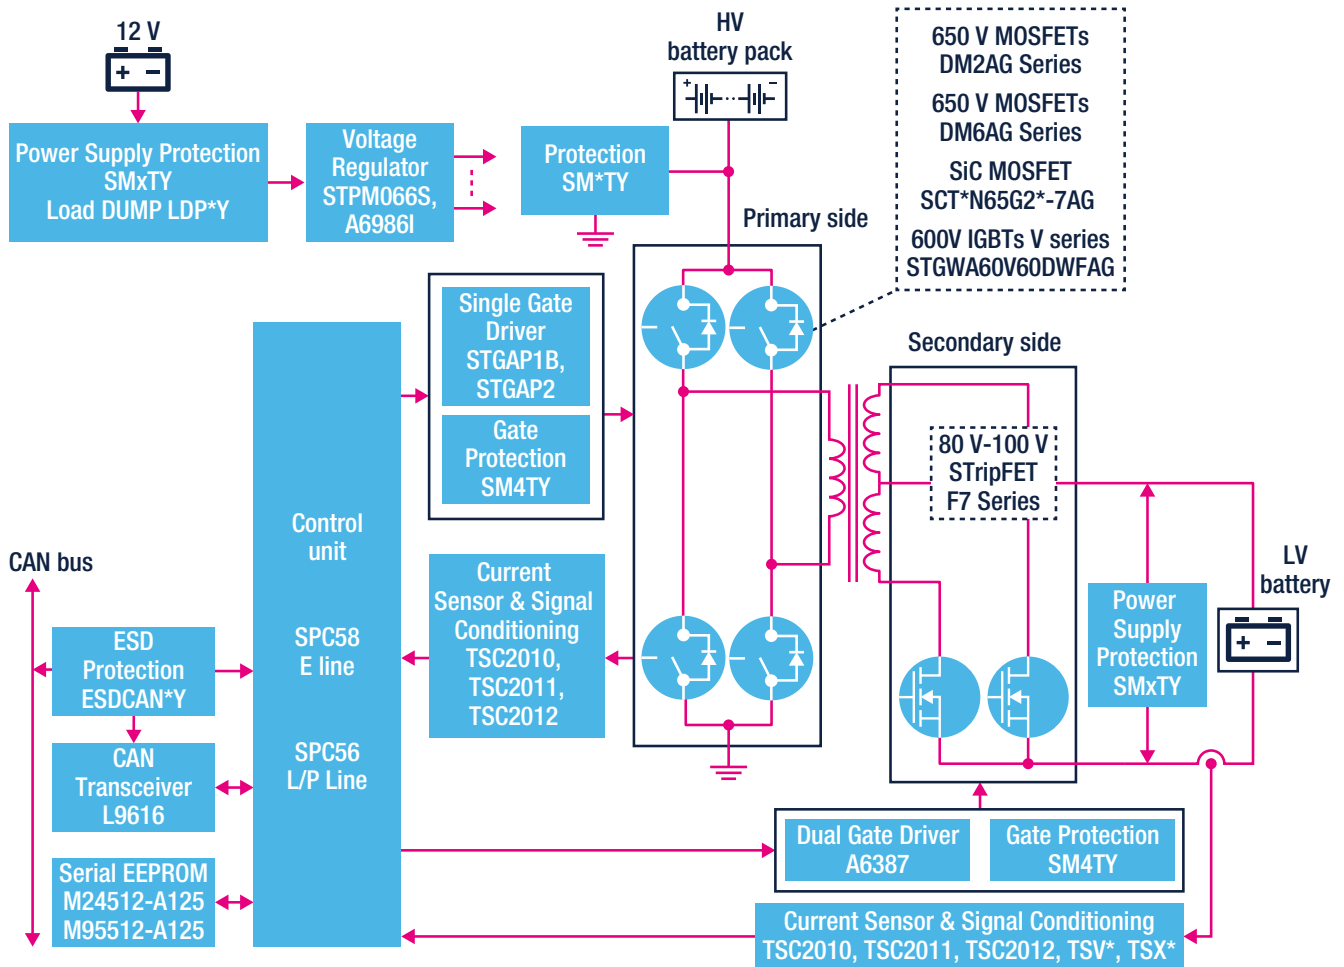 12 V
HV
battery pack
650 V MOSFETs
DM2AG Series
650 V MOSFETs
DM6AG Series
SiC MOSFET
SCT*N65G2*-7AG
600V IGBTs V series
STGWA60V60DWFAG
Power Supply Protection
SMxTY
Load DUMP LDP*Y
Voltage
Regulator
STPM066S,
A6986I
Protection
SM*TY
Primary side
Single Gate
Driver
STGAP1B,
STGAP2
Gate
Protection
SM4TY
Secondary side
80 V-100 V
STripFET
F7 Series
Control
unit
SPC58
E line
SPC56
L/P Line
Current
Sensor & Signal
Conditioning
TSC2010,
TSC2011,
TSC2012
CAN bus
ESD
Protection
ESDCAN*Y
CAN
Transceiver
L9616
Serial EEPROM
M24512-A125
M95512-A125
Power
Supply
Protection
SMxTY
LV
battery
Dual Gate Driver
A6387
Gate Protection
SM4TY
Current Sensor & Signal Conditioning
TSC2010, TSC2011, TSC2012, TSV*, TSX*